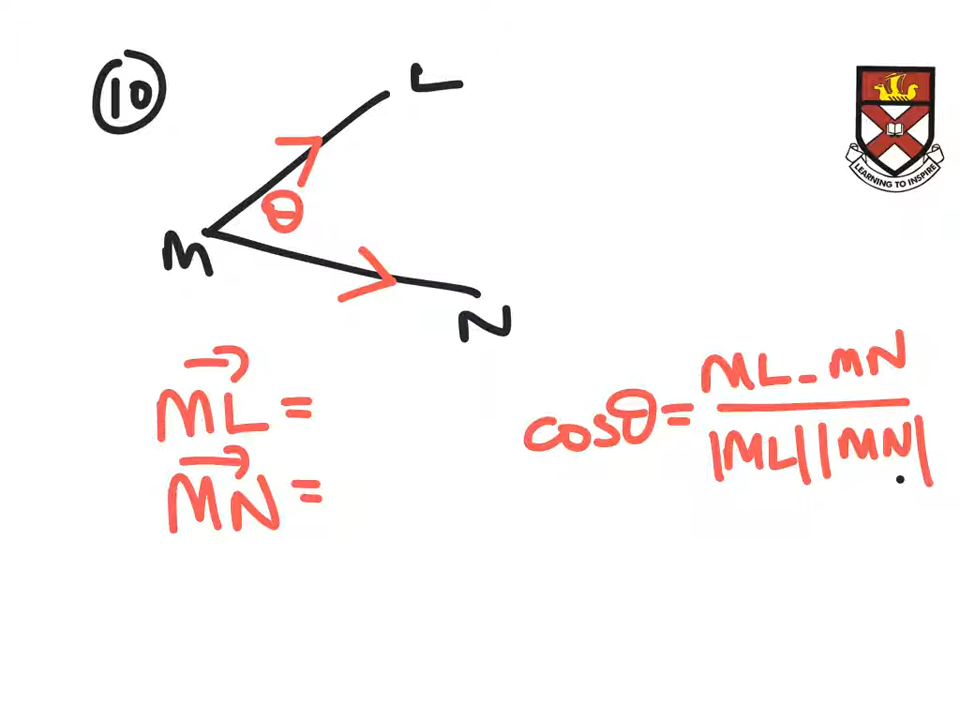 10
L
θ
M
N
LEARNING TO INSPIRE
ML =
MN =
cosθ = ML . MN
|ML| |MN|